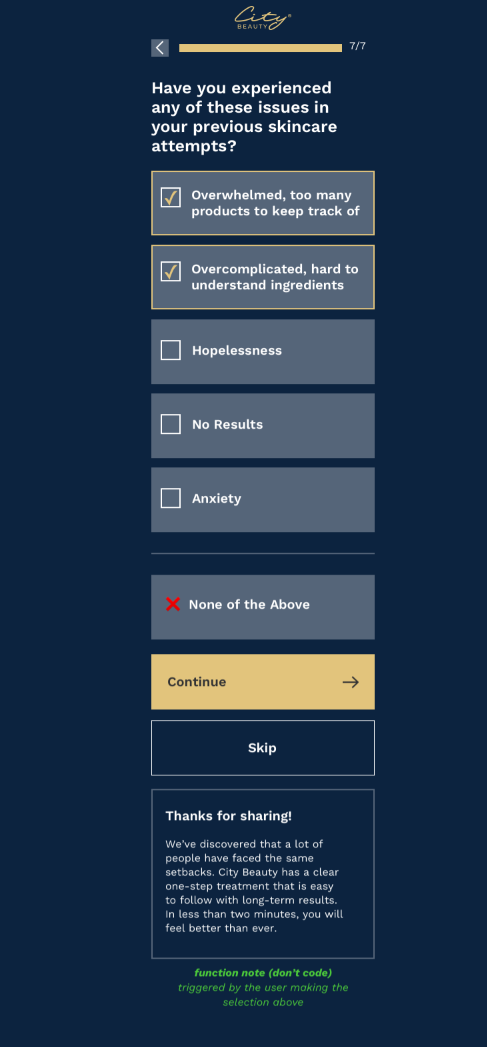 City
BEAUTY
7/7
Have you experienced
any of these issues in
your previous skincare
attempts?
Overwhelmed, too many
products to keep track of
Overcomplicated, hard to
understand ingredients
Hopelessness
No Results
Anxiety
None of the Above
Continue
Skip
Thanks for sharing!
We’ve discovered that a lot of
people have faced the same
setbacks. City Beauty has a clear
one-step treatment that is easy
to follow with long-term results.
In less than two minutes, you will
feel better than ever.
function note (don’t code)
triggered by the user making the
selection above